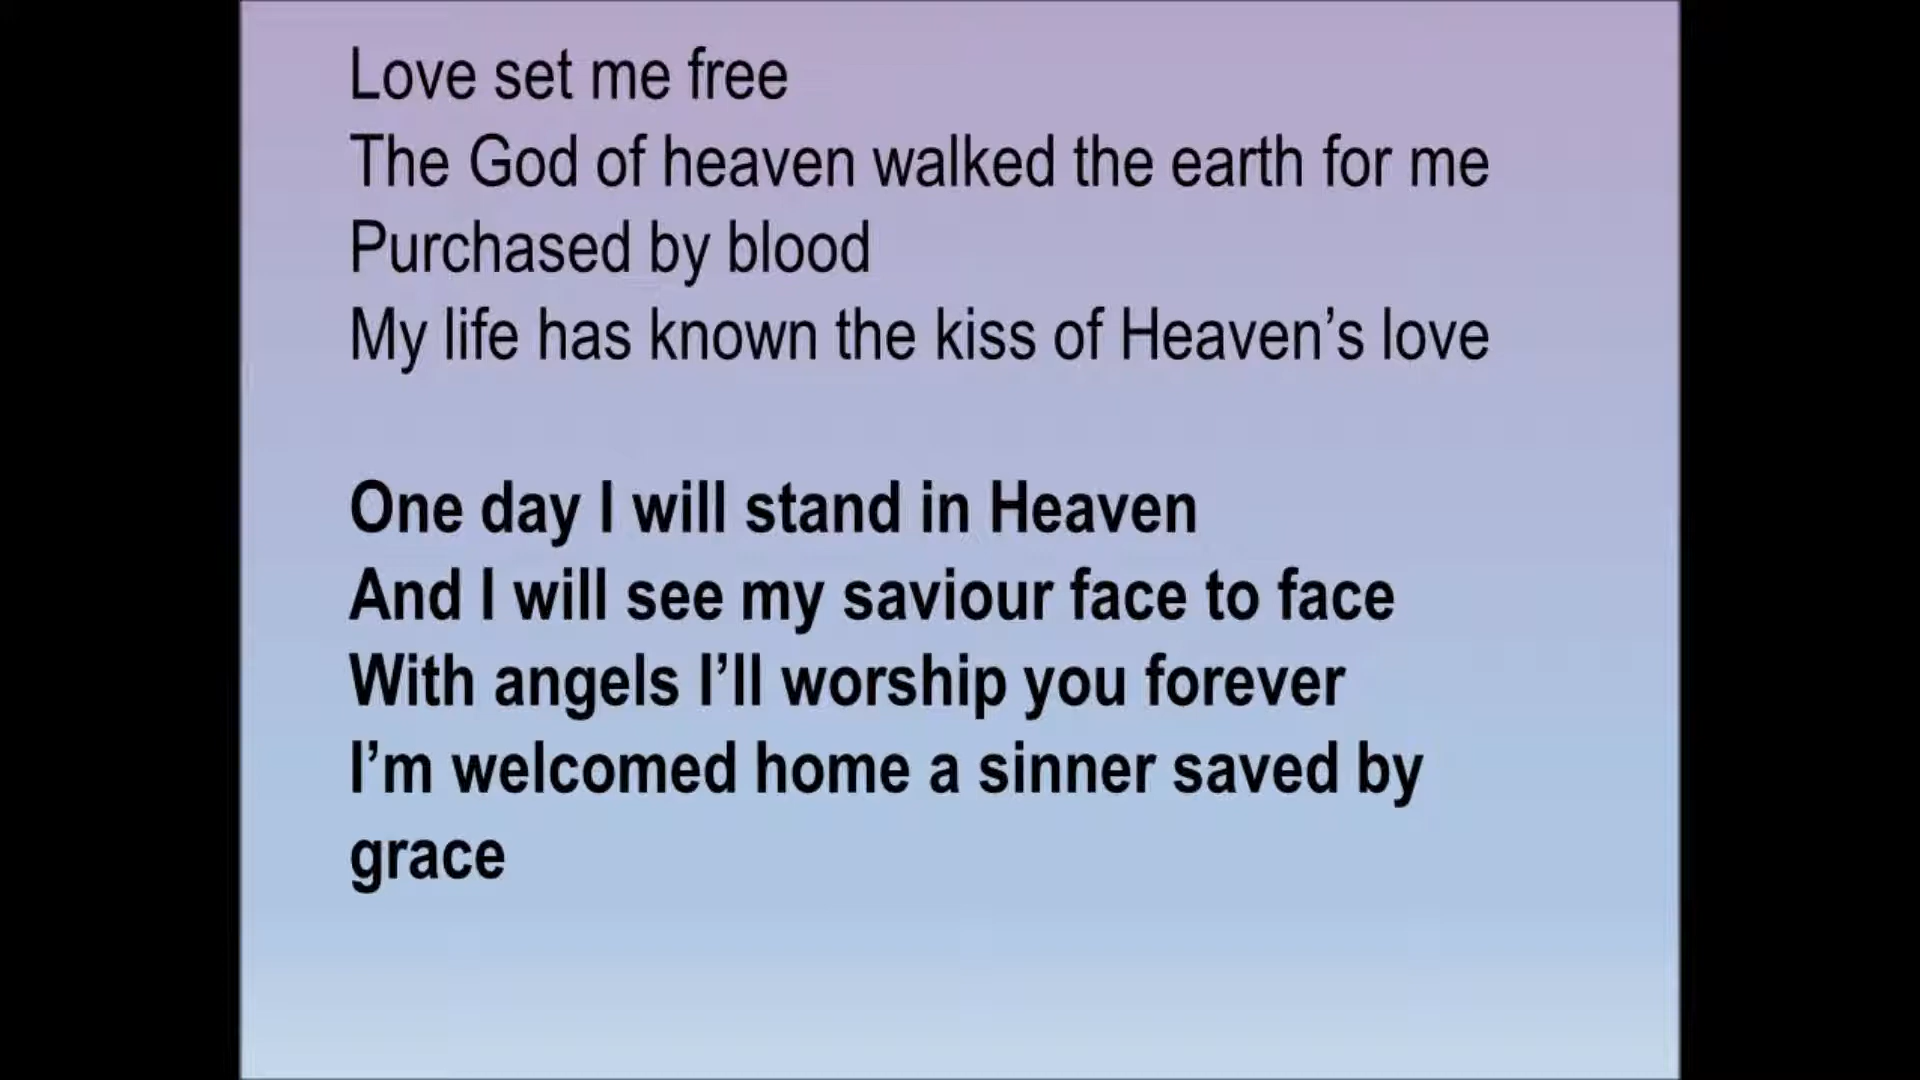 Love set me free
The God of heaven walked the earth for me
Purchased by blood
My life has known the kiss of Heaven’s love
One day I will stand in Heaven
And I will see my saviour face to face
With angels I’ll worship you forever
I’m welcomed home a sinner saved by
grace